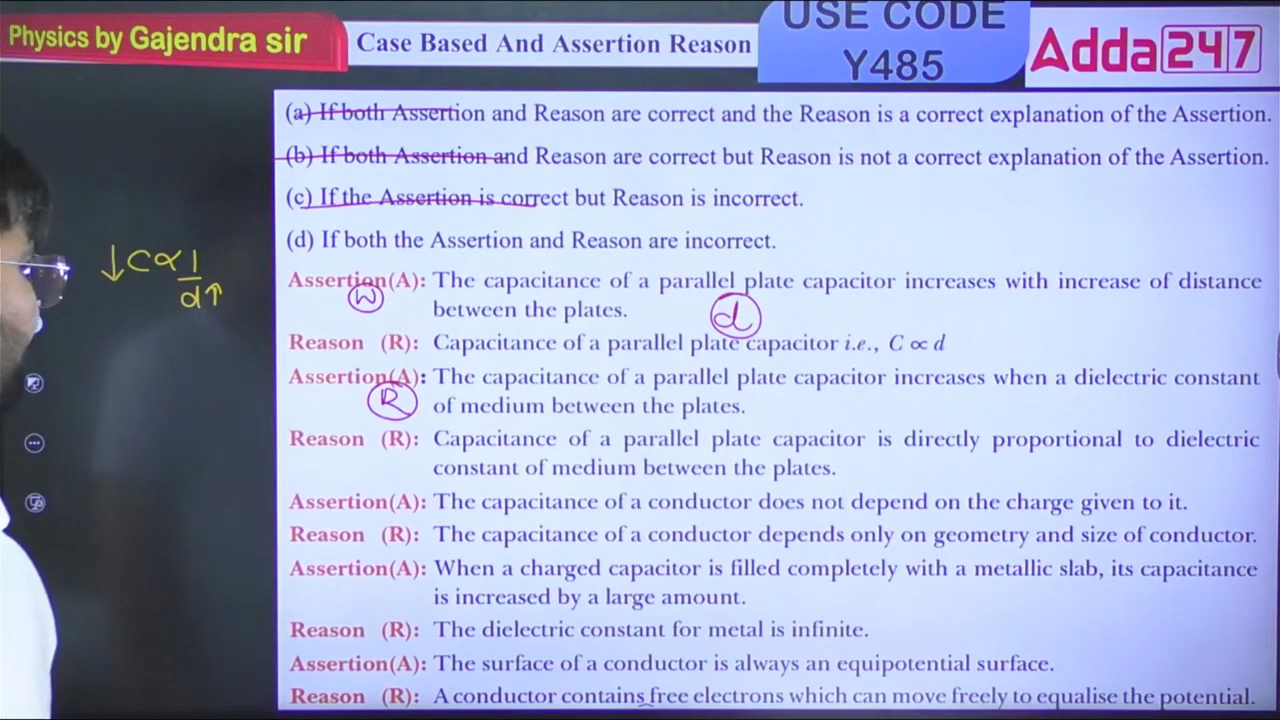 Physics by Gajendra sir
Case Based And Assertion Reason
USE CODE
Y485
Adda247
(a) If both Assertion and Reason are correct and the Reason is a correct explanation of the Assertion.
(b) If both Assertion and Reason are correct but Reason is not a correct explanation of the Assertion.
(c) If the Assertion is correct but Reason is incorrect.
(d) If both the Assertion and Reason are incorrect.
↓C∝1/d↑
Assertion(A): The capacitance of a parallel plate capacitor increases with increase of distance
W
between the plates.
d
Reason (R): Capacitance of a parallel plate capacitor i.e., C ∝ d
Assertion(A): The capacitance of a parallel plate capacitor increases when a dielectric constant
R
of medium between the plates.
Reason (R): Capacitance of a parallel plate capacitor is directly proportional to dielectric
constant of medium between the plates.
Assertion(A): The capacitance of a conductor does not depend on the charge given to it.
Reason (R): The capacitance of a conductor depends only on geometry and size of conductor.
Assertion(A): When a charged capacitor is filled completely with a metallic slab, its capacitance
is increased by a large amount.
Reason (R): The dielectric constant for metal is infinite.
Assertion(A): The surface of a conductor is always an equipotential surface.
Reason (R): A conductor contains free electrons which can move freely to equalise the potential.